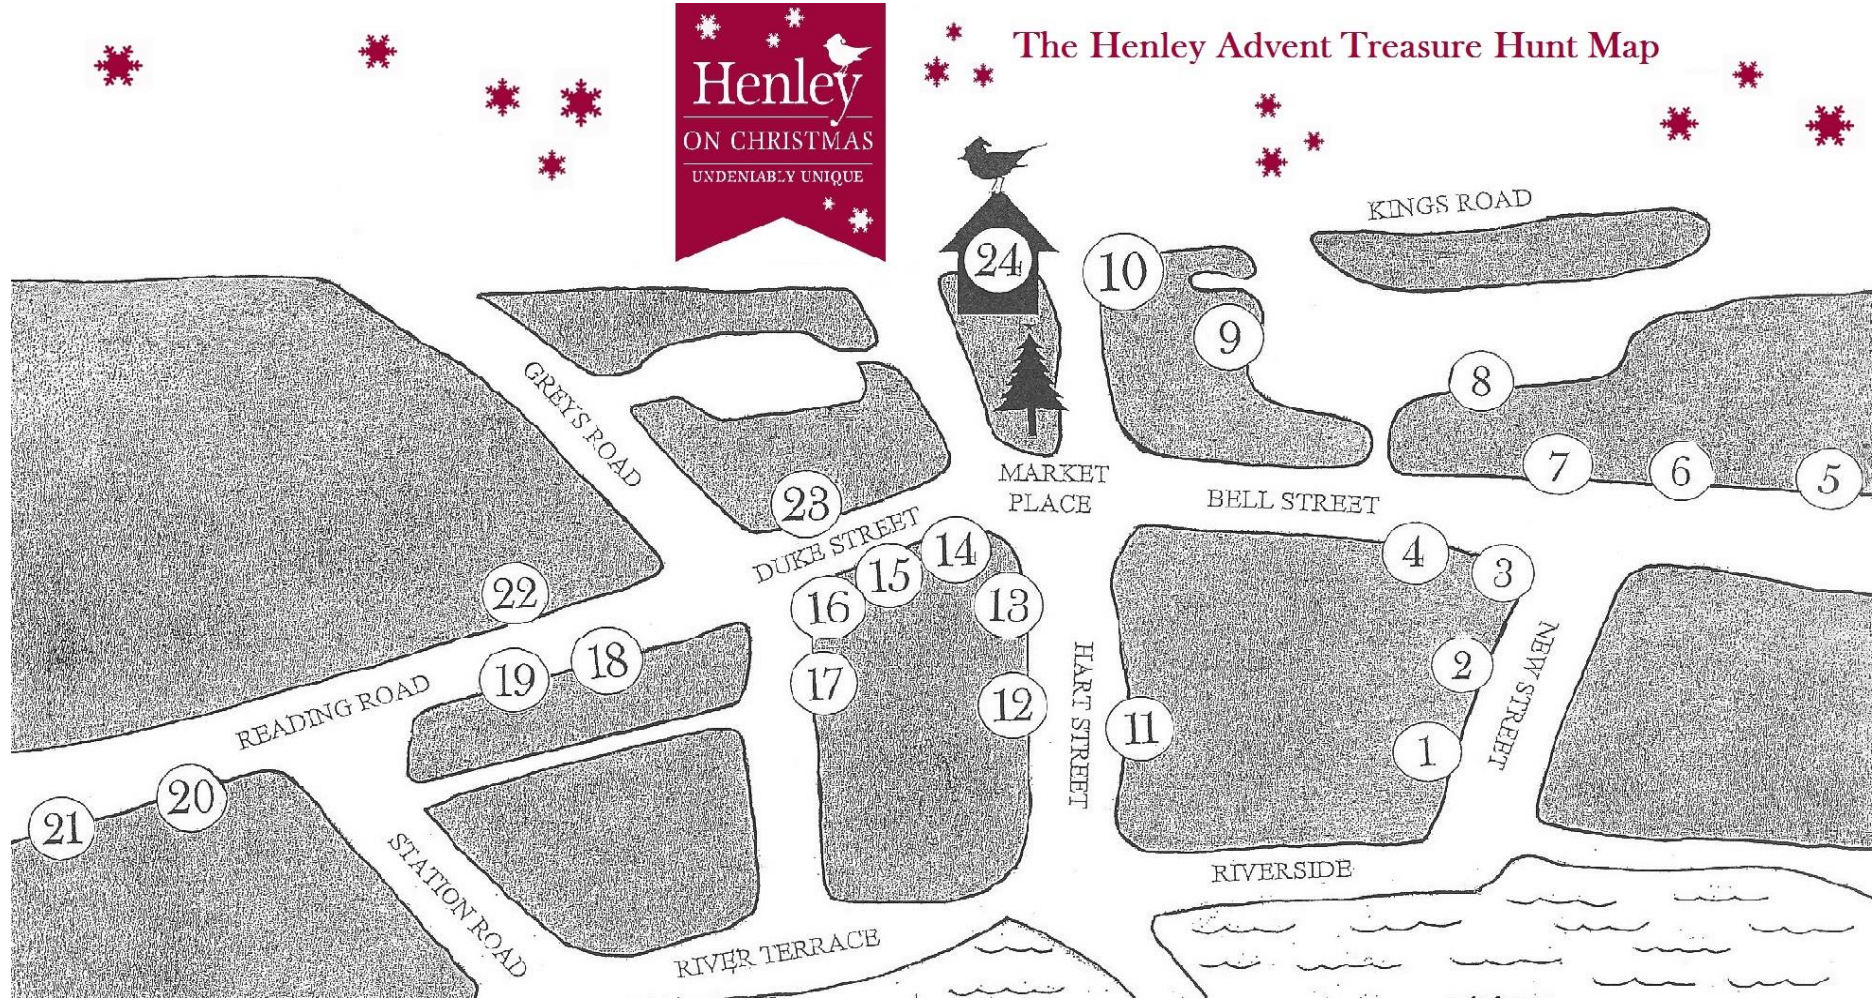 The Henley Advent Treasure Hunt Map
Henley
ON CHRISTMAS
UNDENIABLY UNIQUE
KINGS ROAD
24
10
9
8
GREYS ROAD
MARKET
PLACE
BELL STREET
7
6
5
23
DUKE STREET
14
15
16
13
4
3
22
2
NEW STREET
19
18
17
12
HART STREET
11
1
READING ROAD
20
21
STATION ROAD
RIVERSIDE
RIVER TERRACE